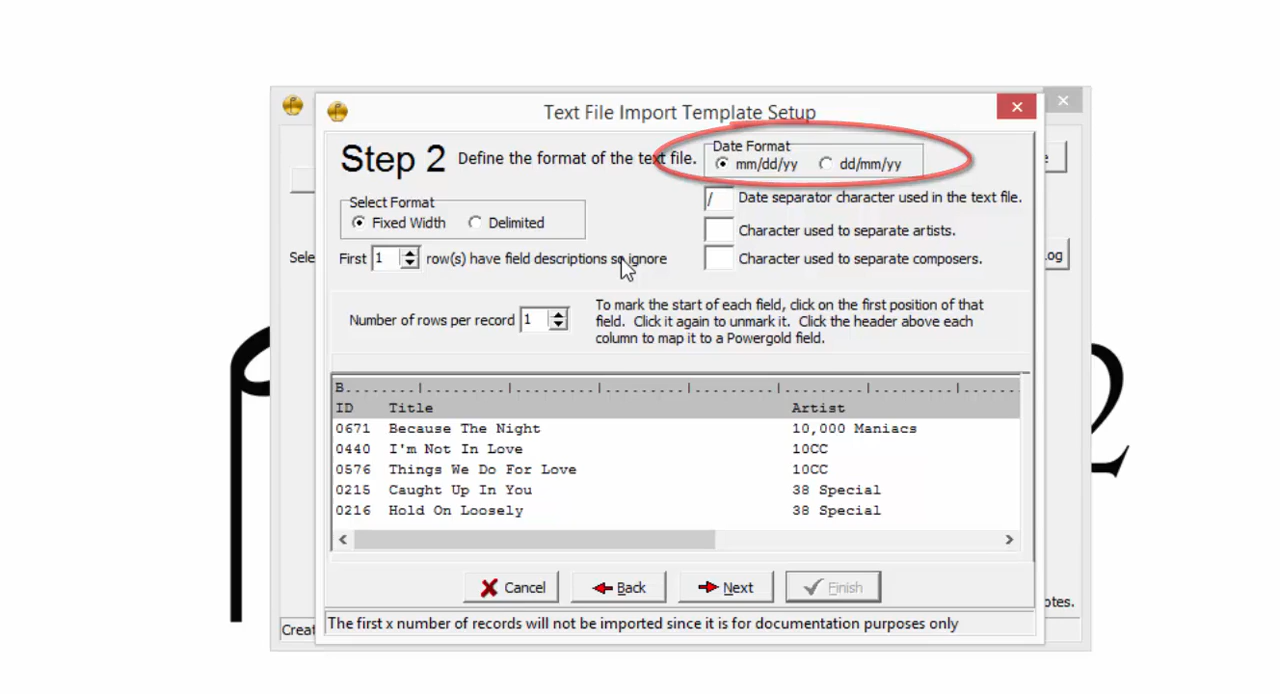 Text File Import Template Setup
Step 2 Define the format of the text file.
Date Format
mm/dd/yy dd/mm/yy
/ Date separator character used in the text file.
Select Format
Fixed Width Delimited
Character used to separate artists.
First 1 row(s) have field descriptions so ignore
Character used to separate composers.
Sele
og
e
Number of rows per record 1
To mark the start of each field, click on the first position of that
field. Click it again to unmark it. Click the header above each
column to map it to a Powergold field.
B........|.........|.........|.........|.........|.........|.........|.......
ID Title Artist
0671 Because The Night 10,000 Maniacs
0440 I'm Not In Love 10CC
0576 Things We Do For Love 10CC
0215 Caught Up In You 38 Special
0216 Hold On Loosely 38 Special
Cancel Back Next Finish
otes.
The first x number of records will not be imported since it is for documentation purposes only
Creat
2